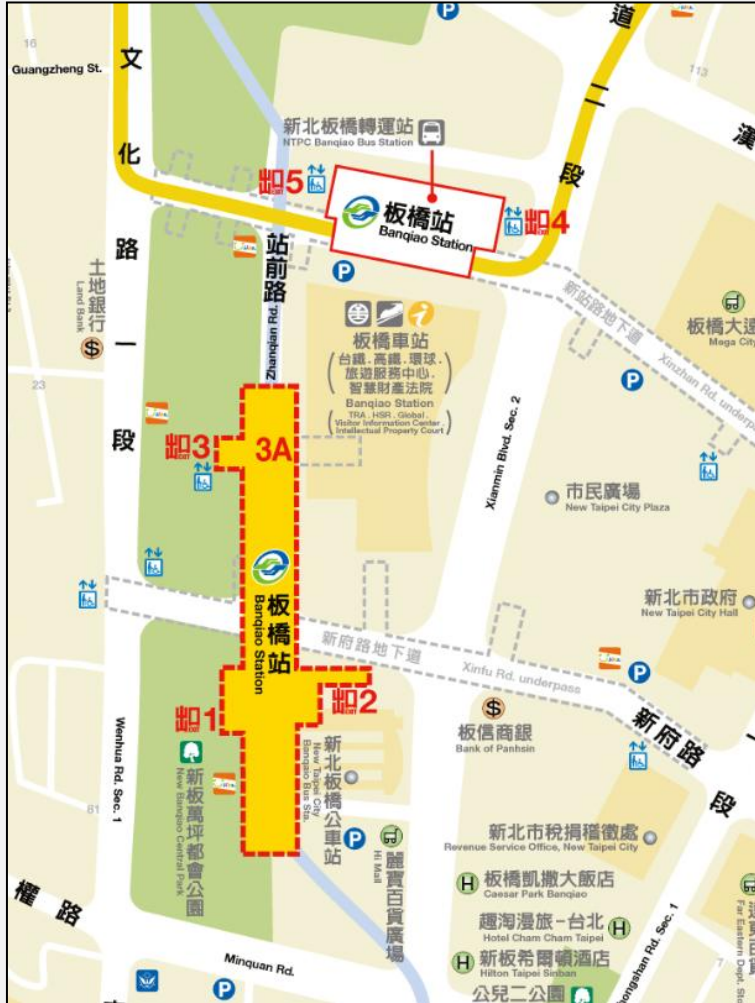 16
Guangzheng St.
文化路一段
Wenhua Rd. Sec. 1
道二段
113
漢
新北板橋轉運站
NTPC Banqiao Bus Station
出口5
EXIT
板橋站
Banqiao Station
出口4
EXIT
站前路
Zhanqian Rd.
土地銀行
Land Bank
23
板橋車站
台鐵.高鐵.環球.
旅遊服務中心.
智慧財產法院
Banqiao Station
TRA . HSR . Global .
Visitor Information Center .
Intellectual Property Court
新站路地下道
Xinzhan Rd. underpass
板橋大遠
Mega City
Xianmin Blvd. Sec. 2
出口3
EXIT
3A
市民廣場
New Taipei City Plaza
板橋站
Banqiao Station
新北市政府
New Taipei City Hall
新府路地下道
Xinfu Rd. underpass
出口1
EXIT
出口2
EXIT
板信商銀
Bank of Panhsin
新府路
一段
新板萬坪都會公園
New Banqiao Central Park
新北板橋公車站
New Taipei City
Banqiao Bus Sta.
81
麗寶百貨廣場
Hi Mall
新北市稅捐稽徵處
Revenue Service Office, New Taipei City
板橋凱撒大飯店
Caesar Park Banqiao
趣淘漫旅-台北
Hotel Cham Cham Taipei
新板希爾頓酒店
Hilton Taipei Sinban
公兒二公園
ongshan Rd. Sec. 1
Far Eastern Dept. St
權路
Minquan Rd.
7